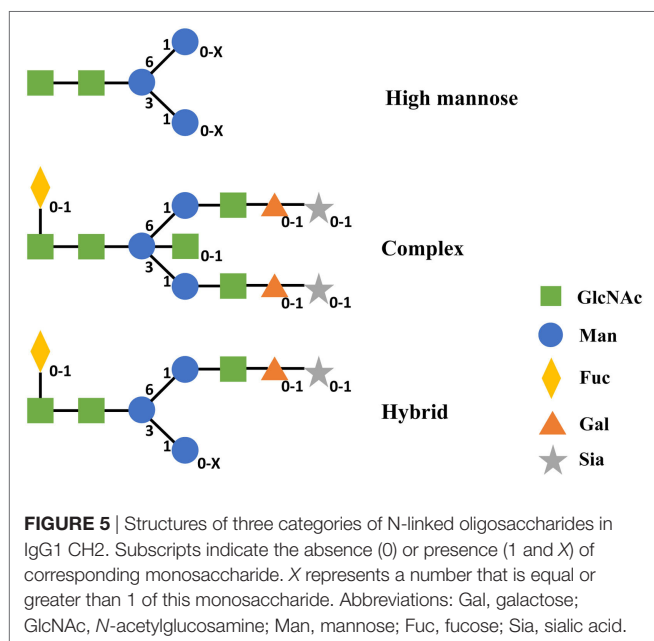 1 0-X
6
3
1 0-X
High mannose
0-1
1 0-1 0-1
6
0-1
3
1 0-1 0-1
Complex
GlcNAc
Man
Fuc
Gal
Sia
0-1
1 0-1 0-1
6
3
1 0-X
Hybrid
FIGURE 5 | Structures of three categories of N-linked oligosaccharides in
IgG1 CH2. Subscripts indicate the absence (0) or presence (1 and X) of
corresponding monosaccharide. X represents a number that is equal or
greater than 1 of this monosaccharide. Abbreviations: Gal, galactose;
GlcNAc, N-acetylglucosamine; Man, mannose; Fuc, fucose; Sia, sialic acid.